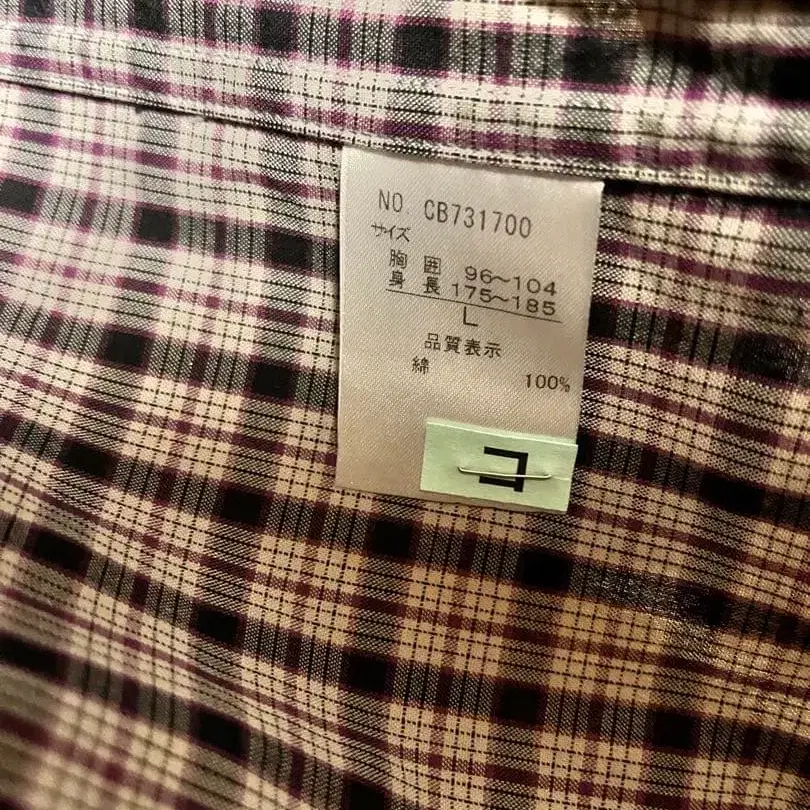 NO. CB731700
サイズ
胸 囲 96〜104
身 長 175〜185
L
品質表示
綿 100%
コ